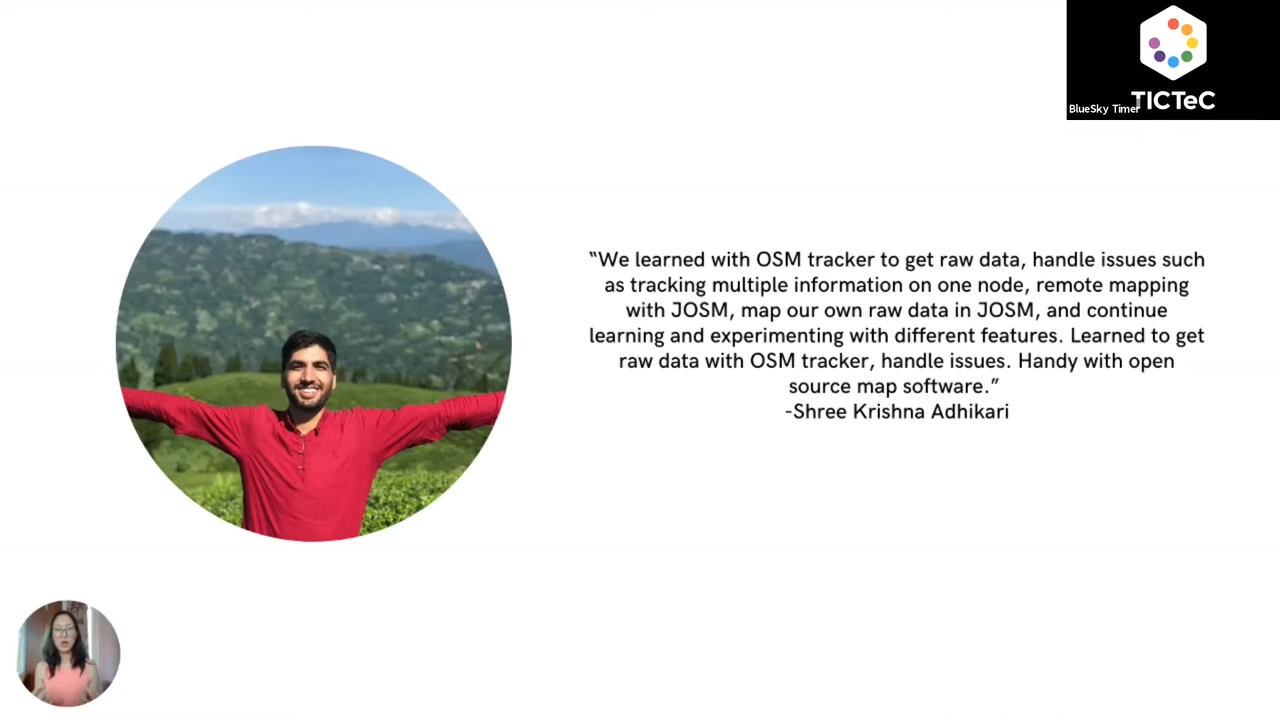 TICTeC
BlueSky Timer
“We learned with OSM tracker to get raw data, handle issues such
as tracking multiple information on one node, remote mapping
with JOSM, map our own raw data in JOSM, and continue
learning and experimenting with different features. Learned to get
raw data with OSM tracker, handle issues. Handy with open
source map software.”
-Shree Krishna Adhikari